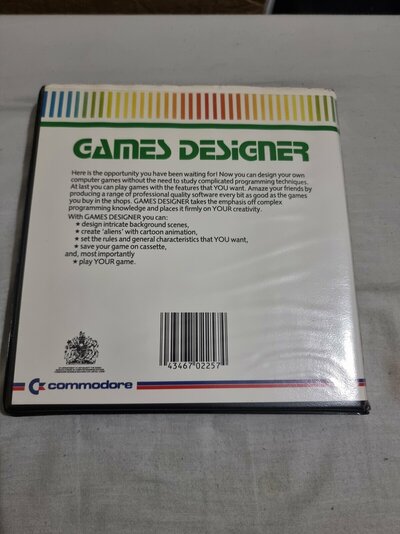 GAMES DESIGNER
Here is the opportunity you have been waiting for! Now you can design your own
computer games without the need to study complicated programming techniques.
At last you can play games with the features that YOU want. Amaze your friends by
producing a range of professional quality software every bit as good as the games
you buy in the shops. GAMES DESIGNER takes the emphasis off complex
programming knowledge and places it firmly on YOUR creativity.
With GAMES DESIGNER you can:
★ design intricate background scenes,
★ create 'aliens' with cartoon animation,
★ set the rules and general characteristics that YOU want,
★ save your game on cassette,
and, most importantly
★ play YOUR game.
43467 02257
commodore